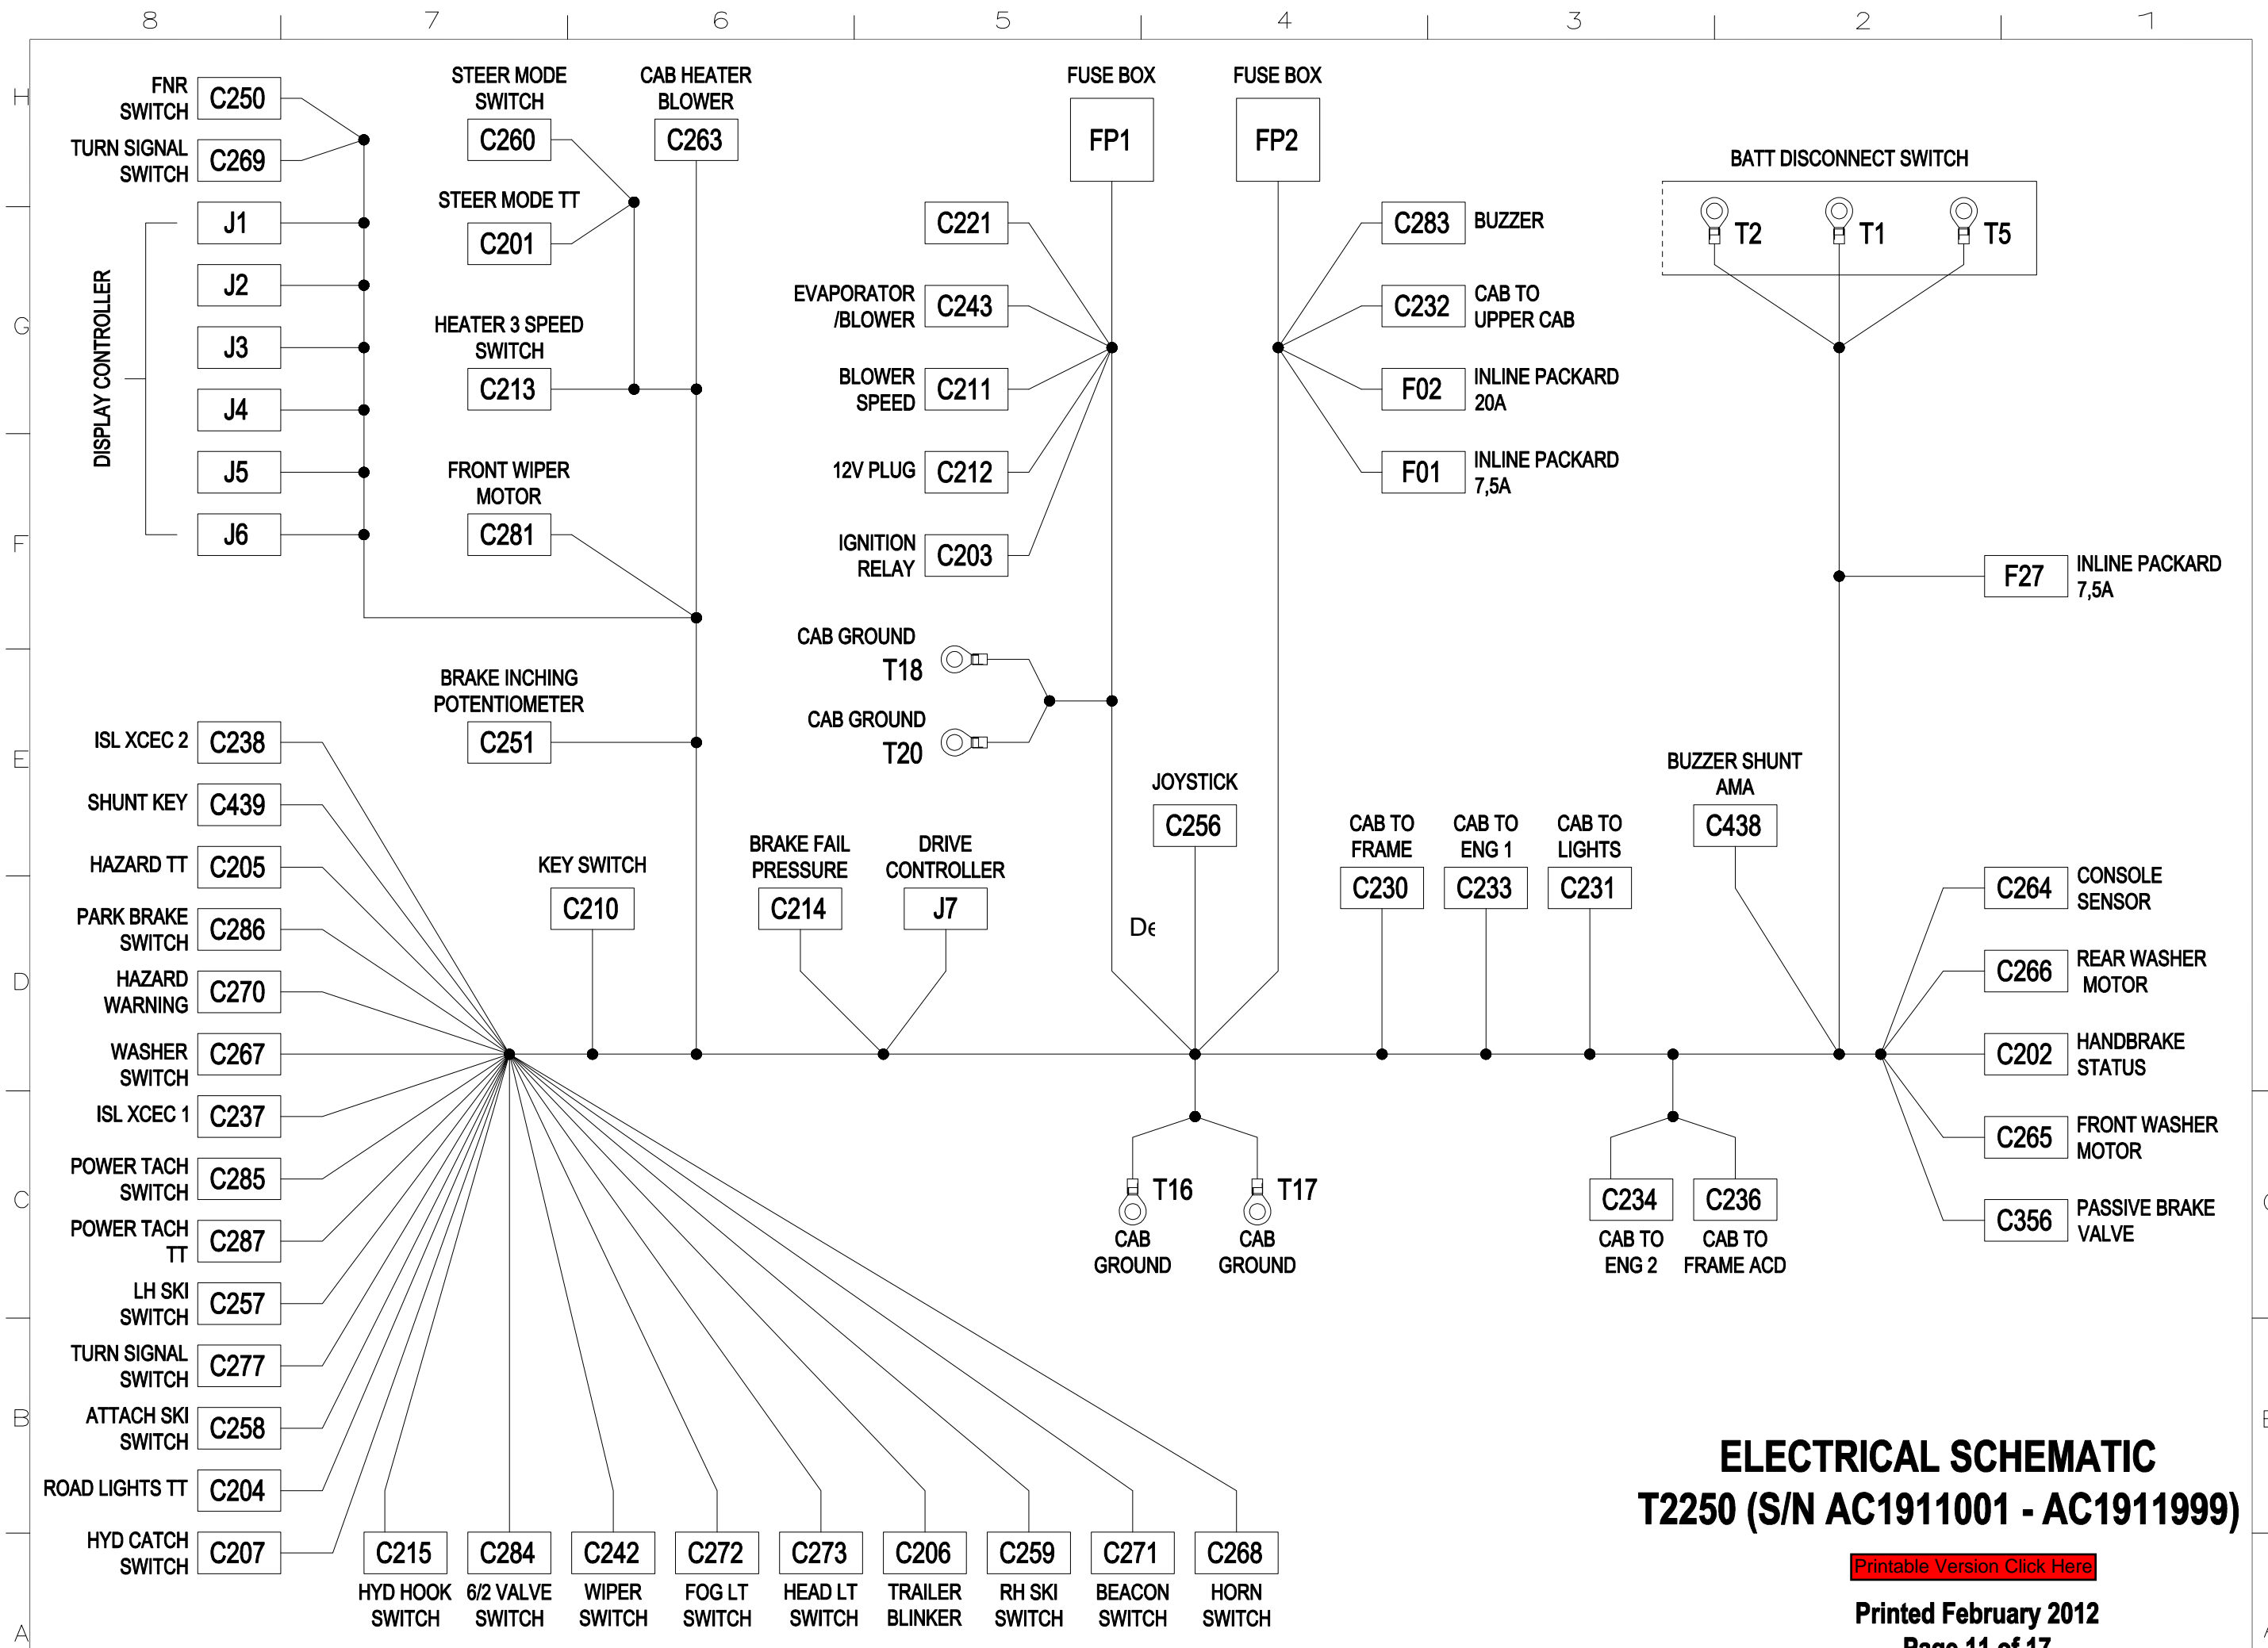 8 7 6 5 4 3 2 1
H
G
F
E
D
C
B
A
FNR
SWITCH
C250
TURN SIGNAL
SWITCH
C269
DISPLAY CONTROLLER
J1
J2
J3
J4
J5
J6
STEER MODE
SWITCH
C260
STEER MODE TT
C201
HEATER 3 SPEED
SWITCH
C213
FRONT WIPER
MOTOR
C281
BRAKE INCHING
POTENTIOMETER
C251
CAB HEATER
BLOWER
C263
FUSE BOX
FP1
FUSE BOX
FP2
C221
EVAPORATOR
/BLOWER
C243
BLOWER
SPEED
C211
12V PLUG
C212
IGNITION
RELAY
C203
CAB GROUND
T18
CAB GROUND
T20
C283
BUZZER
C232
CAB TO
UPPER CAB
F02
INLINE PACKARD
20A
F01
INLINE PACKARD
7,5A
BATT DISCONNECT SWITCH
T2
T1
T5
F27
INLINE PACKARD
7,5A
ISL XCEC 2
C238
SHUNT KEY
C439
HAZARD TT
C205
PARK BRAKE
SWITCH
C286
HAZARD
WARNING
C270
WASHER
SWITCH
C267
ISL XCEC 1
C237
POWER TACH
SWITCH
C285
POWER TACH
TT
C287
LH SKI
SWITCH
C257
TURN SIGNAL
SWITCH
C277
ATTACH SKI
SWITCH
C258
ROAD LIGHTS TT
C204
HYD CATCH
SWITCH
C207
KEY SWITCH
C210
BRAKE FAIL
PRESSURE
C214
DRIVE
CONTROLLER
J7
De
JOYSTICK
C256
CAB TO
FRAME
C230
CAB TO
ENG 1
C233
CAB TO
LIGHTS
C231
BUZZER SHUNT
AMA
C438
C264
CONSOLE
SENSOR
C266
REAR WASHER
MOTOR
C202
HANDBRAKE
STATUS
C265
FRONT WASHER
MOTOR
C356
PASSIVE BRAKE
VALVE
T16
CAB
GROUND
T17
CAB
GROUND
C234
CAB TO
ENG 2
C236
CAB TO
FRAME ACD
C215
HYD HOOK
SWITCH
C284
6/2 VALVE
SWITCH
C242
WIPER
SWITCH
C272
FOG LT
SWITCH
C273
HEAD LT
SWITCH
C206
TRAILER
BLINKER
C259
RH SKI
SWITCH
C271
BEACON
SWITCH
C268
HORN
SWITCH
ELECTRICAL SCHEMATIC
T2250 (S/N AC1911001 - AC1911999)
Printable Version Click Here
Printed February 2012
Page 11 of 17